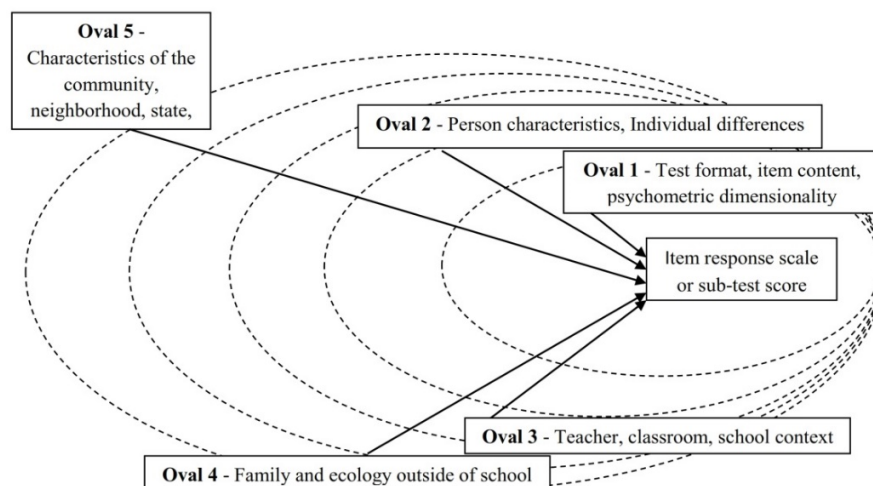 Oval 5 -
Characteristics of the
community,
neighborhood, state,
Oval 2 - Person characteristics, Individual differences
Oval 1 - Test format, item content,
psychometric dimensionality
Item response scale
or sub-test score
Oval 3 - Teacher, classroom, school context
Oval 4 - Family and ecology outside of school